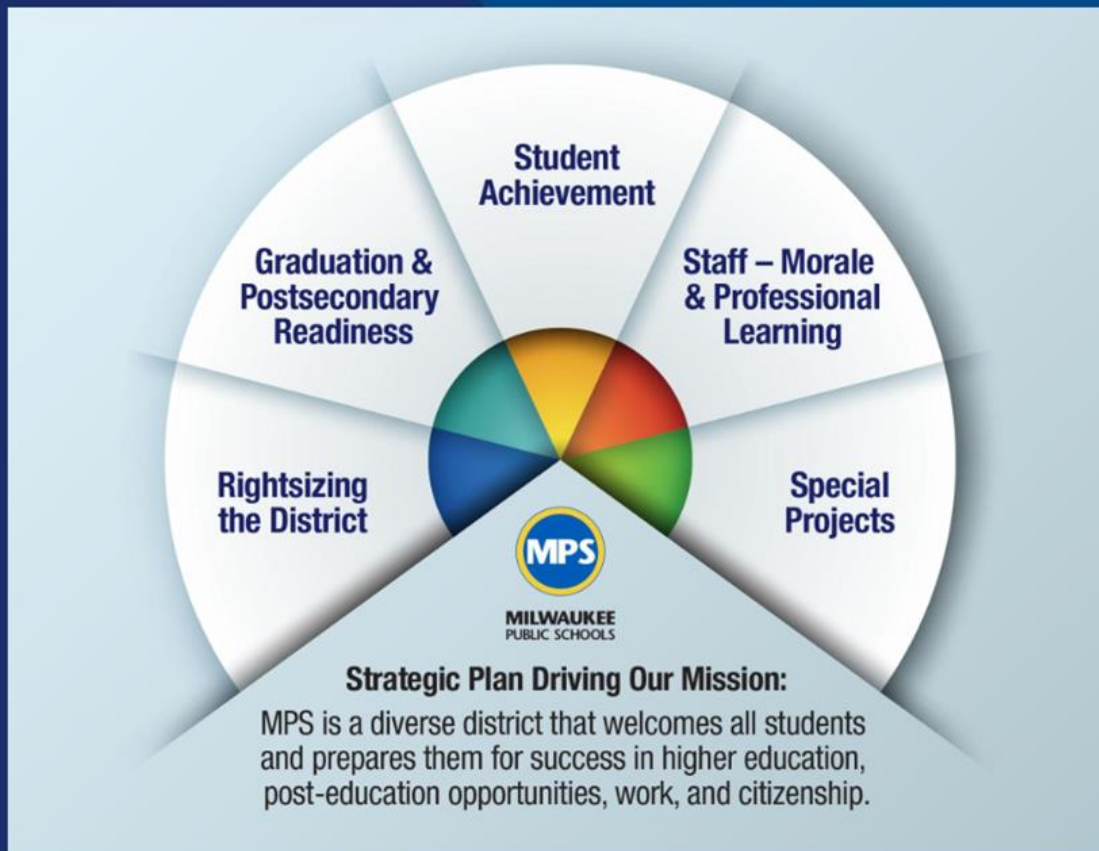 Student
Achievement
Graduation &
Postsecondary
Readiness
Staff – Morale
& Professional
Learning
Rightsizing
the District
Special
Projects
MPS
MILWAUKEE
PUBLIC SCHOOLS
Strategic Plan Driving Our Mission:
MPS is a diverse district that welcomes all students
and prepares them for success in higher education,
post-education opportunities, work, and citizenship.